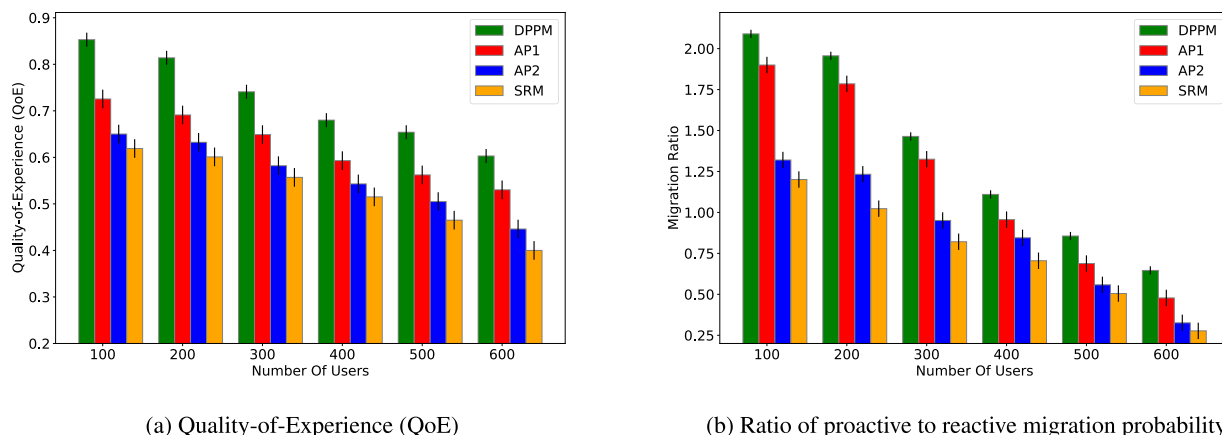 0.9
0.8
0.7
0.6
0.5
0.4
0.3
0.2
Quality-of-Experience (QoE)
100 200 300 400 500 600
Number Of Users
DPPM
AP1
AP2
SRM
(a) Quality-of-Experience (QoE)
2.00
1.75
1.50
1.25
1.00
0.75
0.50
0.25
Migration Ratio
100 200 300 400 500 600
Number Of Users
DPPM
AP1
AP2
SRM
(b) Ratio of proactive to reactive migration probability